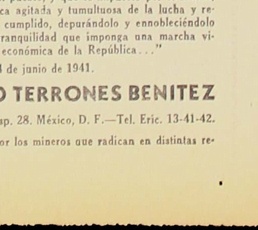 ca agitada y tumultuosa de la lucha y re-
cumplido, depurándolo y ennobleciéndolo
ranquilidad que imponga una marcha vi-
económica de la República..."
de junio de 1941.
O TERRONES BENITEZ
sp. 28. México, D. F.—Tel. Eric. 13-41-42.
or los mineros que radican en distintas re-